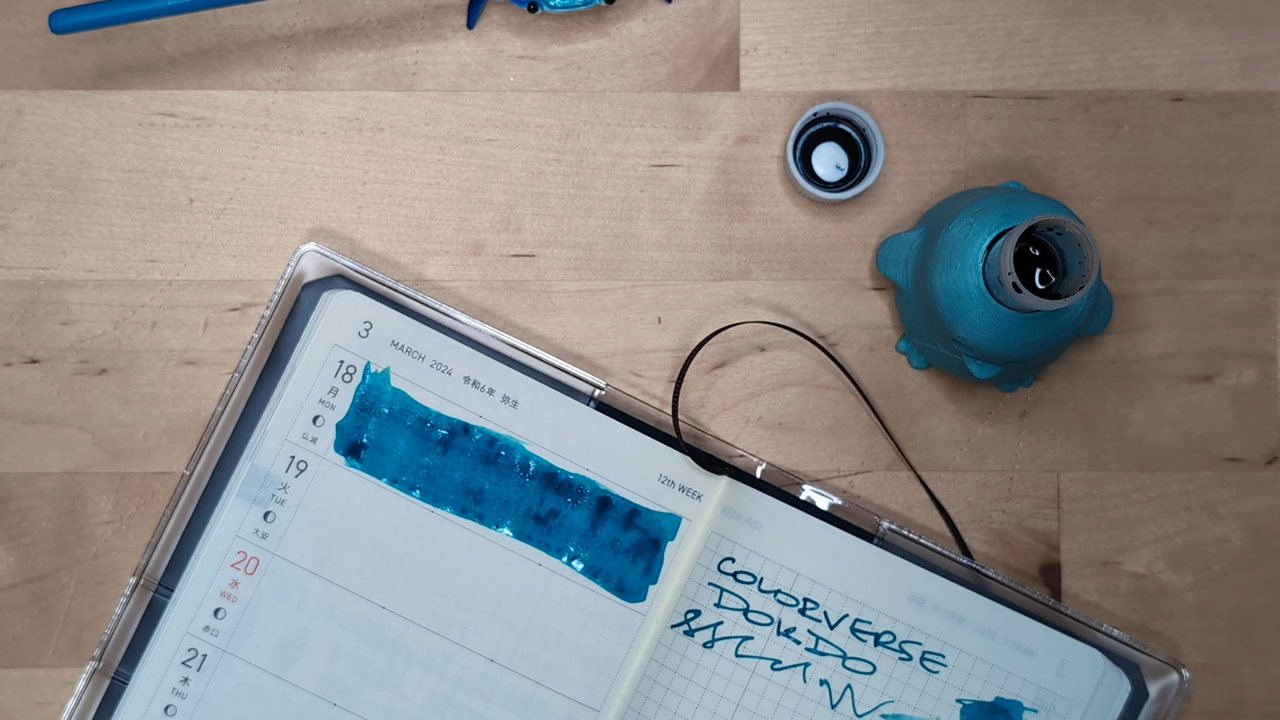 3 MARCH 2024 令和6年 弥生
12th WEEK
18
月
MON
仏滅
19
火
TUE
大安
20
水
WED
赤口
21
木
THU
COLORVERSE
DOKDO